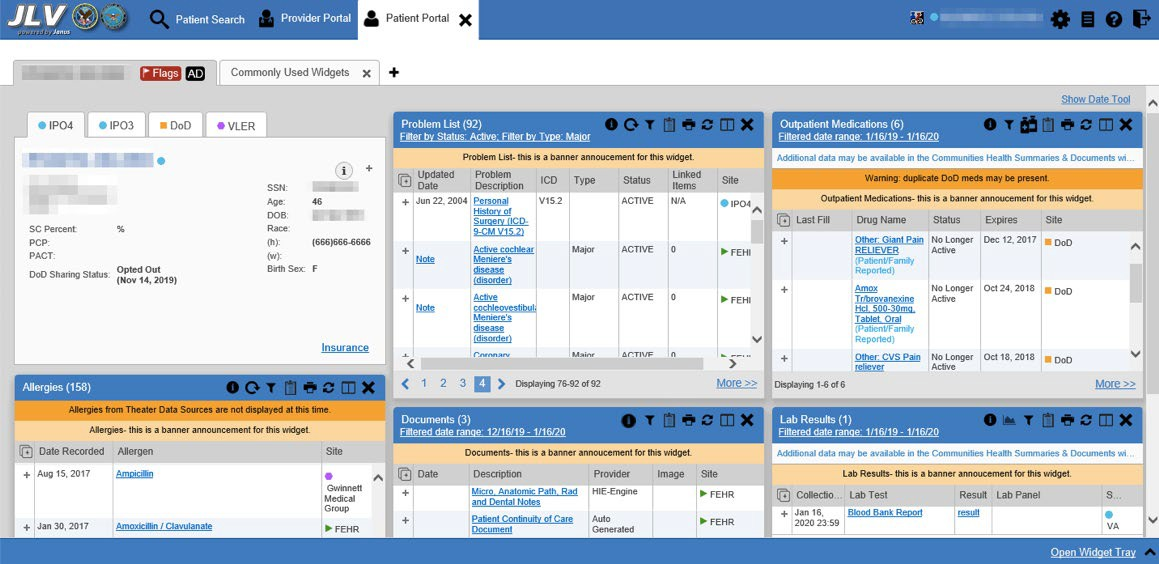 JLV
powered by Janus
Patient Search
Provider Portal
Patient Portal
Flags
AD
Commonly Used Widgets
Show Date Tool
IPO4
IPO3
DoD
VLER
SSN:
Age: 46
DOB:
Race:
(h): (666)666-6666
(w):
Birth Sex: F
SC Percent: %
PCP:
PACT:
DoD Sharing Status: Opted Out
(Nov 14, 2019)
Insurance
Allergies (158)
Allergies from Theater Data Sources are not displayed at this time.
Allergies- this is a banner announcement for this widget.
Date Recorded Allergen Site
Aug 15, 2017 Ampicillin
Gwinnett
Medical
Group
Jan 30, 2017 Amoxicillin / Clavulanate FEHR
Problem List (92)
Filter by Status: Active; Filter by Type: Major
Problem List- this is a banner annoucement for this widget.
Updated
Date
Problem
Description
ICD Type Status
Linked
Items
Site
Jun 22, 2004
Personal
History of
Surgery (ICD-
9-CM V15.2)
V15.2 ACTIVE N/A IPO4
Note
Active cochlear
Meniere's
disease
(disorder)
Major ACTIVE 0 FEHI
Note
Active
cochleovestibula
Meniere's
disease
(disorder)
Major ACTIVE 0 FEHI
Coronary Major ACTIVE 0 FEHI
1 2 3 4
Displaying 76-92 of 92
More >>
Documents (3)
Filtered date range: 12/16/19 - 1/16/20
Documents- this is a banner annoucement for this widget.
Date Description Provider Image Site
Micro, Anatomic Path, Rad
and Dental Notes
HIE-Engine FEHR
Patient Continuity of Care
Document
Auto
Generated
FEHR
Outpatient Medications (6)
Filtered date range: 1/16/19 - 1/16/20
Additional data may be available in the Communities Health Summaries & Documents wi...
Warning: duplicate DoD meds may be present.
Outpatient Medications- this is a banner annoucement for this widget.
Last Fill Drug Name Status Expires Site
Other: Giant Pain
RELIEVER
(Patient/Family
Reported)
No Longer
Active
Dec 12, 2017 DoD
Amox
Tr/brovanexine
Hcl, 500-30mg,
Tablet, Oral
(Patient/Family
Reported)
No Longer
Active
Oct 24, 2018 DoD
Other: CVS Pain
reliever
No Longer
Active
Oct 18, 2018 DoD
Displaying 1-6 of 6
More >>
Lab Results (1)
Filtered date range: 1/16/19 - 1/16/20
Additional data may be available in the Communities Health Summaries & Documents wi...
Lab Results- this is a banner annoucement for this widget.
Collectio... Lab Test Result Lab Panel S...
Jan 16,
2020 23:59
Blood Bank Report result
VA
Open Widget Tray